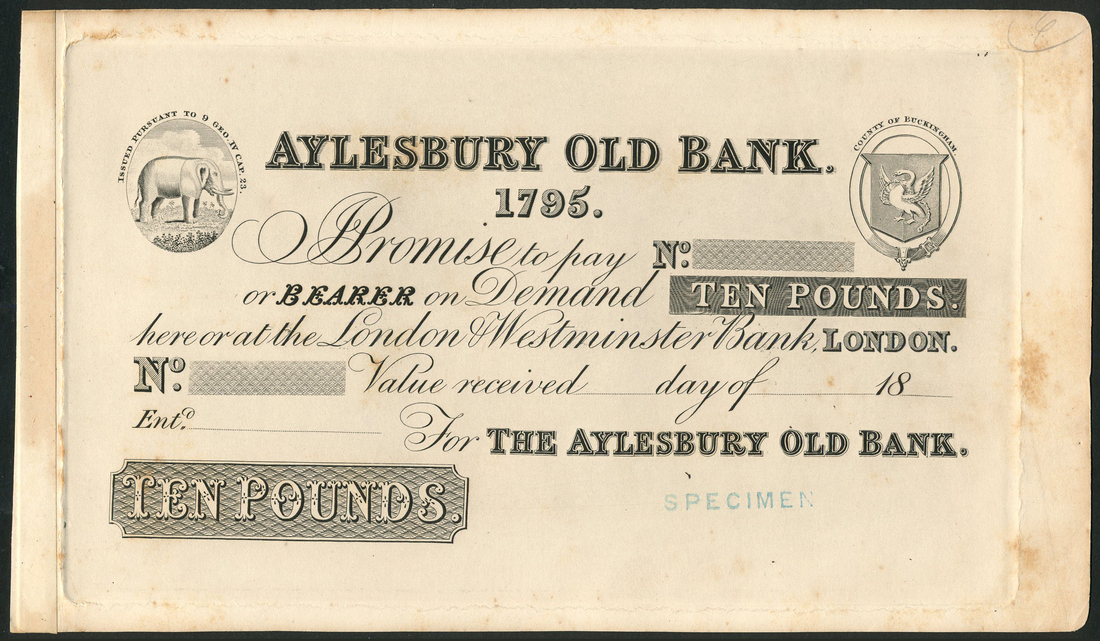 ISSUED PURSUANT TO 9 GEO. IV CAP. 23.
COUNTY OF BUCKINGHAM.
AYLESBURY OLD BANK.
1795.
I Promise to pay No.
or BEARER on Demand TEN POUNDS.
here or at the London & Westminster Bank, LONDON.
No. Value received day of 18
Entd.
For THE AYLESBURY OLD BANK.
TEN POUNDS.
SPECIMEN